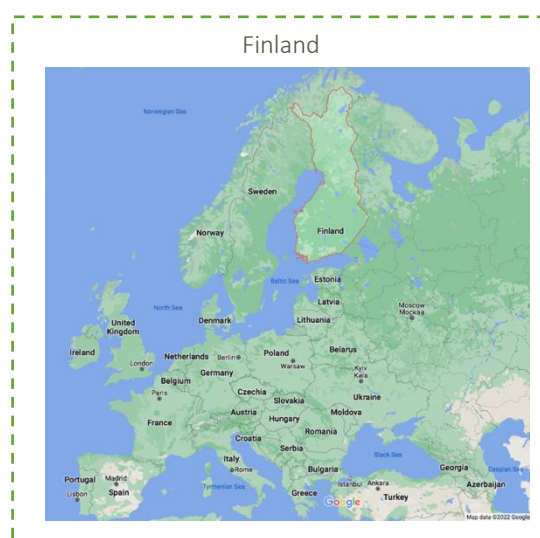 Finland
Norwegian Sea
Sweden
Finland
Norway
Baltic Sea
Estonia
Latvia
Moscow
Москва
North Sea
Denmark
Lithuania
United
Kingdom
Ireland
Netherlands
Berlin
Poland
Belarus
London
Warsaw
Germany
Belgium
Kyiv
Київ
Paris
Czechia
Slovakia
Ukraine
Austria
Hungary
Moldova
France
Croatia
Romania
Serbia
Italy
Black Sea
Rome
Bulgaria
Georgia
Caspian Sea
Portugal
Madrid
Istanbul
Ankara
Azerbaijan
Lisbon
Spain
Tyrrhenian Sea
Greece
Google
Turkey
Map data ©2022 Google